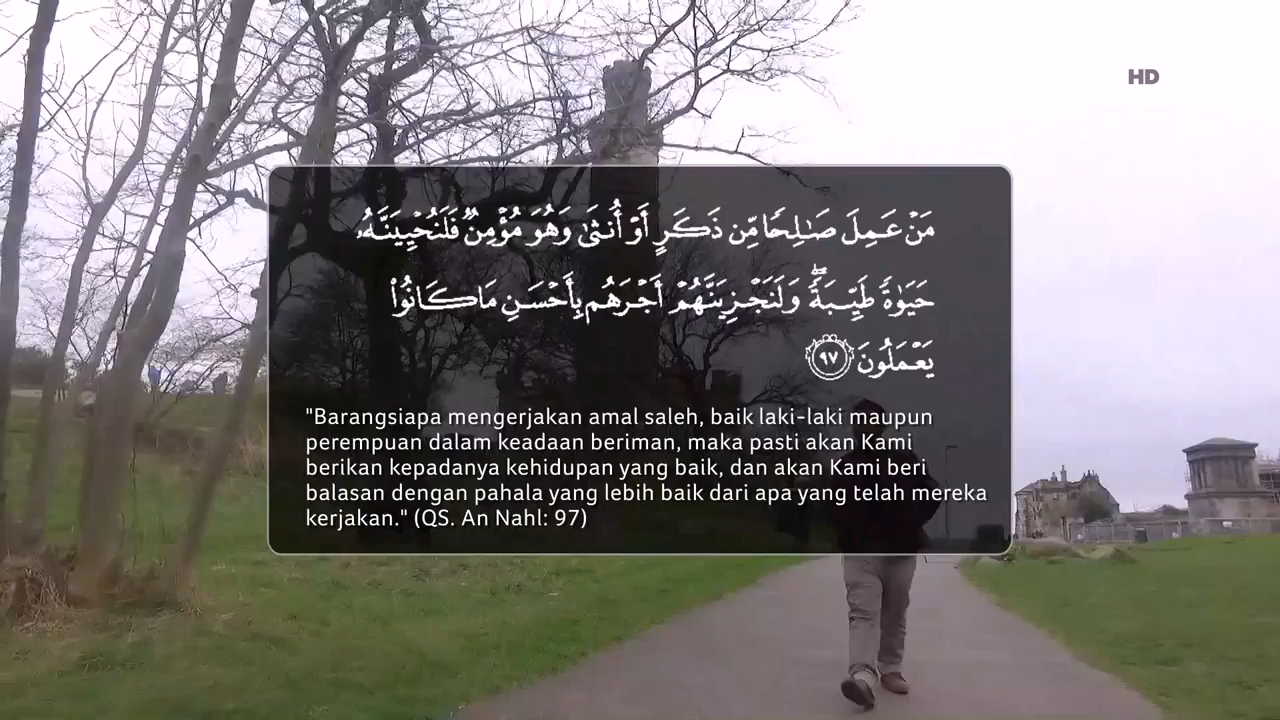 HD
مَنْ عَمِلَ صَـٰلِحًا مِّن ذَكَرٍ أَوْ أُنثَىٰ وَهُوَ مُؤْمِنٌ فَلَنُحْيِيَنَّهُۥ
حَيَوٰةً طَيِّبَةً ۖ وَلَنَجْزِيَنَّهُمْ أَجْرَهُم بِأَحْسَنِ مَا كَانُوا۟
يَعْمَلُونَ ٩٧
"Barangsiapa mengerjakan amal saleh, baik laki-laki maupun
perempuan dalam keadaan beriman, maka pasti akan Kami
berikan kepadanya kehidupan yang baik, dan akan Kami beri
balasan dengan pahala yang lebih baik dari apa yang telah mereka
kerjakan." (QS. An Nahl: 97)